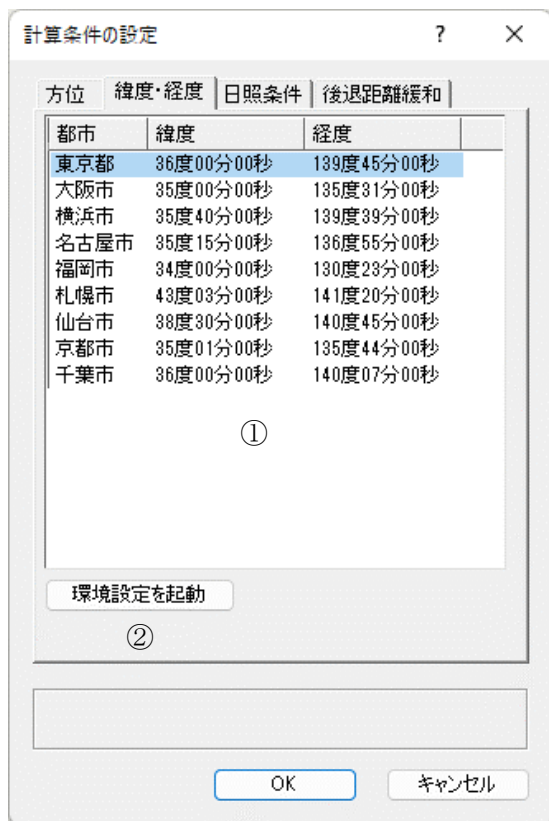 計算条件の設定 ?
方位 緯度・経度 日照条件 後退距離緩和
都市 緯度 経度
東京都 36度00分00秒 139度45分00秒
大阪市 35度00分00秒 135度31分00秒
横浜市 35度40分00秒 139度39分00秒
名古屋市 35度15分00秒 136度55分00秒
福岡市 34度00分00秒 130度23分00秒
札幌市 43度03分00秒 141度20分00秒
仙台市 38度30分00秒 140度45分00秒
京都市 35度01分00秒 135度44分00秒
千葉市 36度00分00秒 140度07分00秒
①
環境設定を起動
②
OK キャンセル